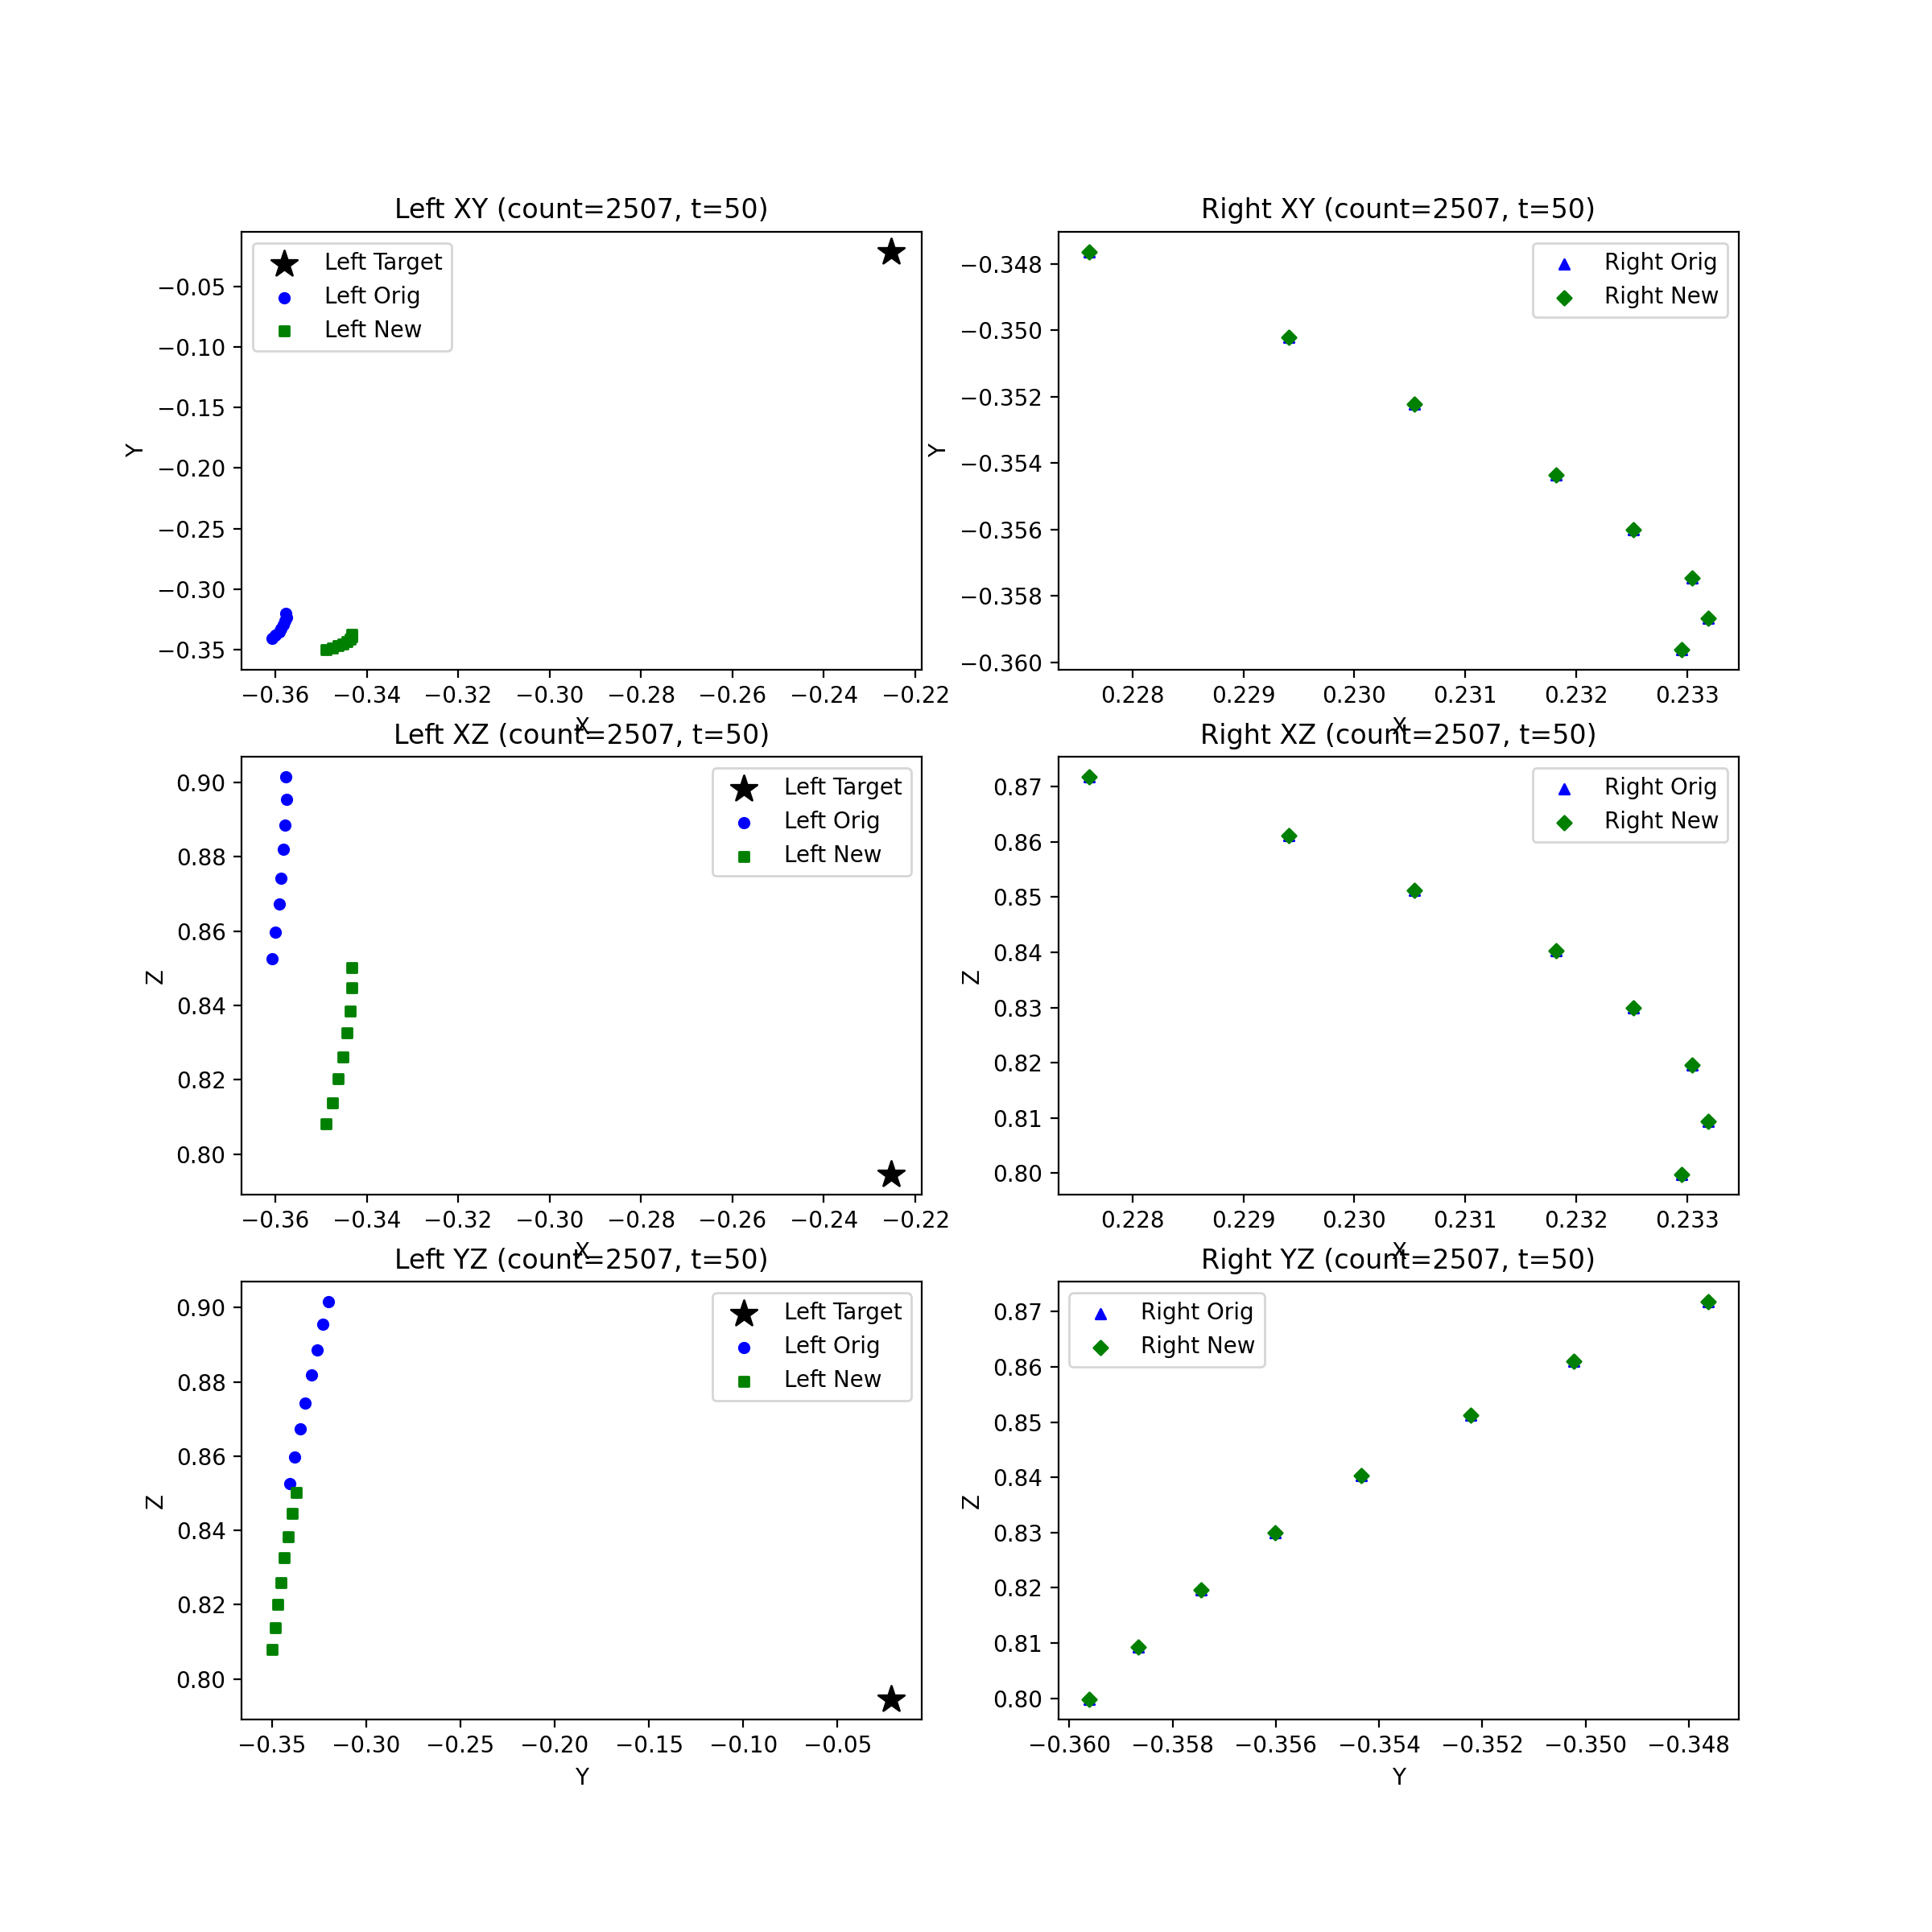 Left XY (count=2507, t=50)
Left Target
Left Orig
Left New
Y
−0.05
−0.10
−0.15
−0.20
−0.25
−0.30
−0.35
−0.36 −0.34 −0.32 −0.30 −0.28 −0.26 −0.24 −0.22
X
Right XY (count=2507, t=50)
Right Orig
Right New
Y
−0.348
−0.350
−0.352
−0.354
−0.356
−0.358
−0.360
0.228 0.229 0.230 0.231 0.232 0.233
X
Left XZ (count=2507, t=50)
Left Target
Left Orig
Left New
Z
0.90
0.88
0.86
0.84
0.82
0.80
−0.36 −0.34 −0.32 −0.30 −0.28 −0.26 −0.24 −0.22
X
Right XZ (count=2507, t=50)
Right Orig
Right New
Z
0.87
0.86
0.85
0.84
0.83
0.82
0.81
0.80
0.228 0.229 0.230 0.231 0.232 0.233
X
Left YZ (count=2507, t=50)
Left Target
Left Orig
Left New
Z
0.90
0.88
0.86
0.84
0.82
0.80
−0.35 −0.30 −0.25 −0.20 −0.15 −0.10 −0.05
Y
Right YZ (count=2507, t=50)
Right Orig
Right New
Z
0.87
0.86
0.85
0.84
0.83
0.82
0.81
0.80
−0.360 −0.358 −0.356 −0.354 −0.352 −0.350 −0.348
Y